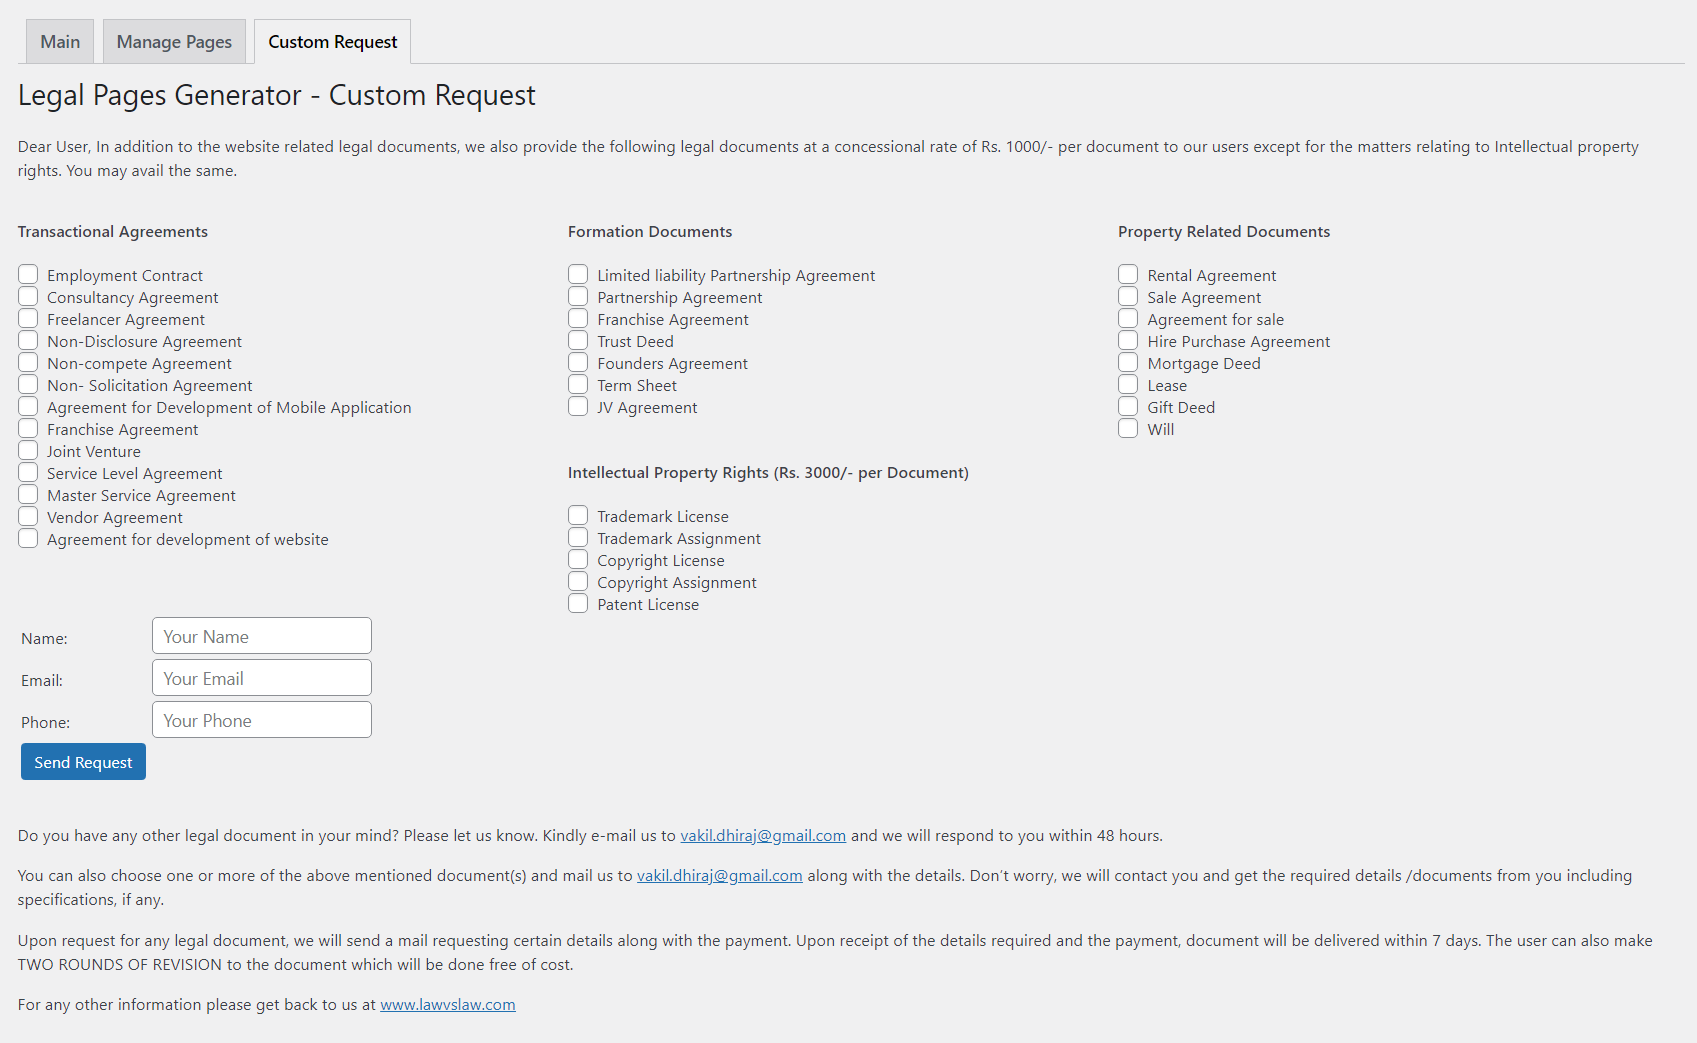 Main
Manage Pages
Custom Request
Legal Pages Generator - Custom Request
Dear User, In addition to the website related legal documents, we also provide the following legal documents at a concessional rate of Rs. 1000/- per document to our users except for the matters relating to Intellectual property
rights. You may avail the same.
Transactional Agreements
Employment Contract
Consultancy Agreement
Freelancer Agreement
Non-Disclosure Agreement
Non-compete Agreement
Non- Solicitation Agreement
Agreement for Development of Mobile Application
Franchise Agreement
Joint Venture
Service Level Agreement
Master Service Agreement
Vendor Agreement
Agreement for development of website
Formation Documents
Limited liability Partnership Agreement
Partnership Agreement
Franchise Agreement
Trust Deed
Founders Agreement
Term Sheet
JV Agreement
Intellectual Property Rights (Rs. 3000/- per Document)
Trademark License
Trademark Assignment
Copyright License
Copyright Assignment
Patent License
Property Related Documents
Rental Agreement
Sale Agreement
Agreement for sale
Hire Purchase Agreement
Mortgage Deed
Lease
Gift Deed
Will
Name: Your Name
Email: Your Email
Phone: Your Phone
Send Request
Do you have any other legal document in your mind? Please let us know. Kindly e-mail us to vakil.dhiraj@gmail.com and we will respond to you within 48 hours.
You can also choose one or more of the above mentioned document(s) and mail us to vakil.dhiraj@gmail.com along with the details. Don't worry, we will contact you and get the required details /documents from you including
specifications, if any.
Upon request for any legal document, we will send a mail requesting certain details along with the payment. Upon receipt of the details required and the payment, document will be delivered within 7 days. The user can also make
TWO ROUNDS OF REVISION to the document which will be done free of cost.
For any other information please get back to us at www.lawvslaw.com